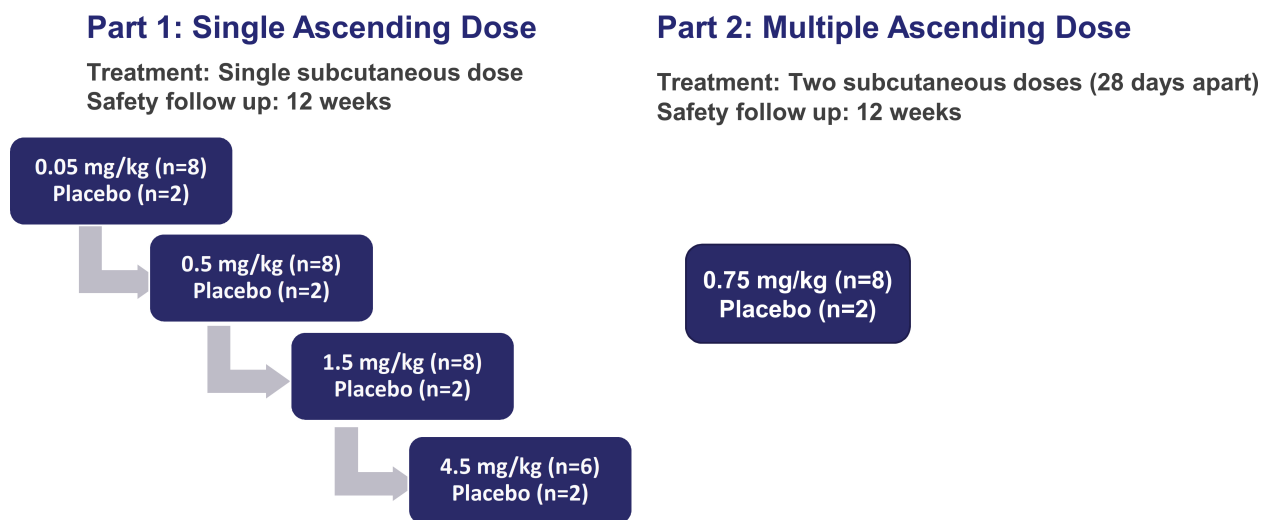 Part 1: Single Ascending Dose
Treatment: Single subcutaneous dose
Safety follow up: 12 weeks
0.05 mg/kg (n=8)
Placebo (n=2)
0.5 mg/kg (n=8)
Placebo (n=2)
1.5 mg/kg (n=8)
Placebo (n=2)
4.5 mg/kg (n=6)
Placebo (n=2)
Part 2: Multiple Ascending Dose
Treatment: Two subcutaneous doses (28 days apart)
Safety follow up: 12 weeks
0.75 mg/kg (n=8)
Placebo (n=2)